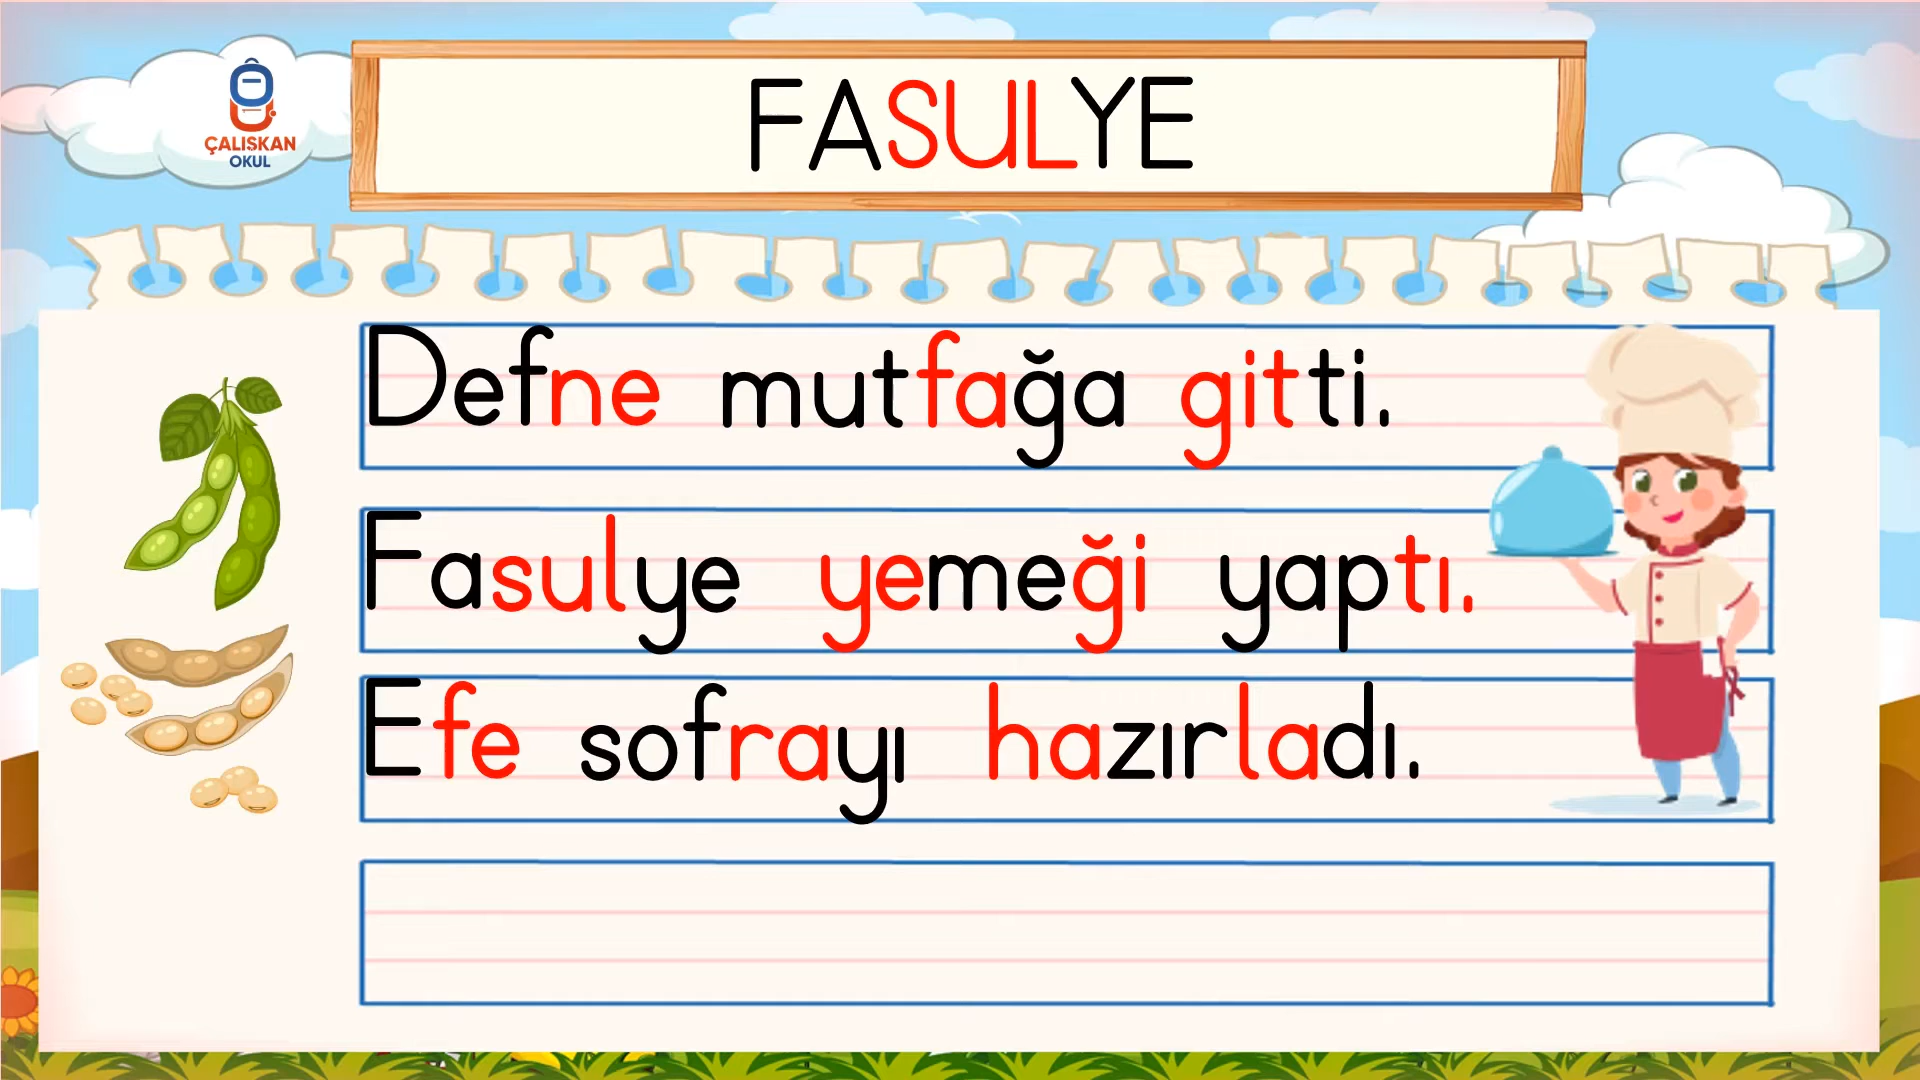 ÇALIŞKAN
OKUL
FASULYE
Defne mutfağa gitti.
Fasulye yemeği yaptı.
Efe sofrayı hazırladı.